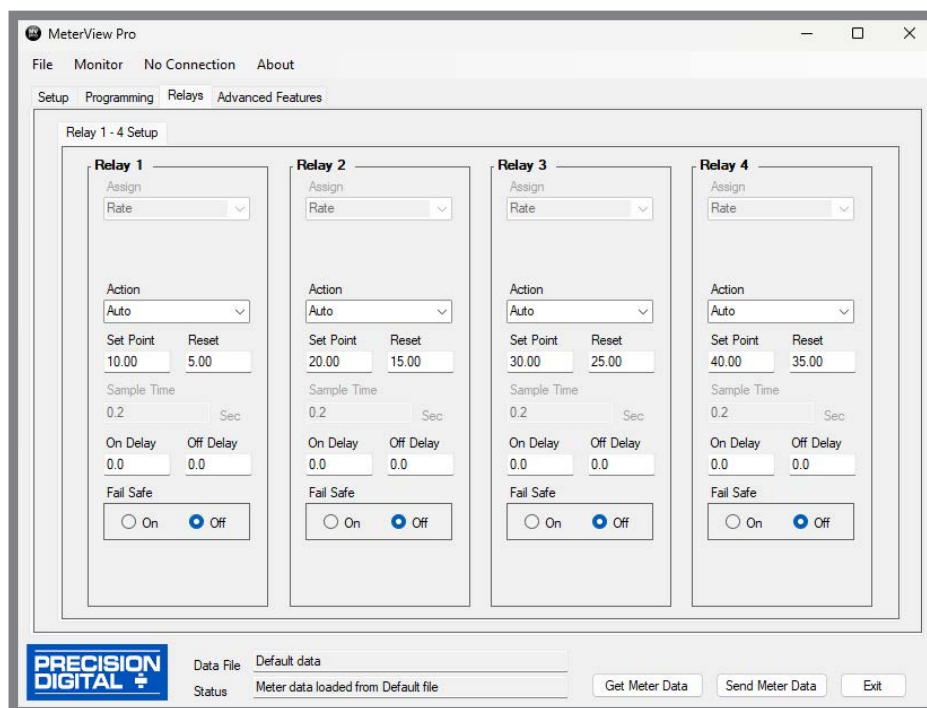 MeterView Pro
File Monitor No Connection About
Setup Programming Relays Advanced Features
Relay 1 - 4 Setup
Relay 1
Assign
Rate
Action
Auto
Set Point Reset
10.00 5.00
Sample Time
0.2 Sec
On Delay Off Delay
0.0 0.0
Fail Safe
On Off
Relay 2
Assign
Rate
Action
Auto
Set Point Reset
20.00 15.00
Sample Time
0.2 Sec
On Delay Off Delay
0.0 0.0
Fail Safe
On Off
Relay 3
Assign
Rate
Action
Auto
Set Point Reset
30.00 25.00
Sample Time
0.2 Sec
On Delay Off Delay
0.0 0.0
Fail Safe
On Off
Relay 4
Assign
Rate
Action
Auto
Set Point Reset
40.00 35.00
Sample Time
0.2 Sec
On Delay Off Delay
0.0 0.0
Fail Safe
On Off
PRECISION
DIGITAL
Data File Default data
Status Meter data loaded from Default file
Get Meter Data Send Meter Data Exit